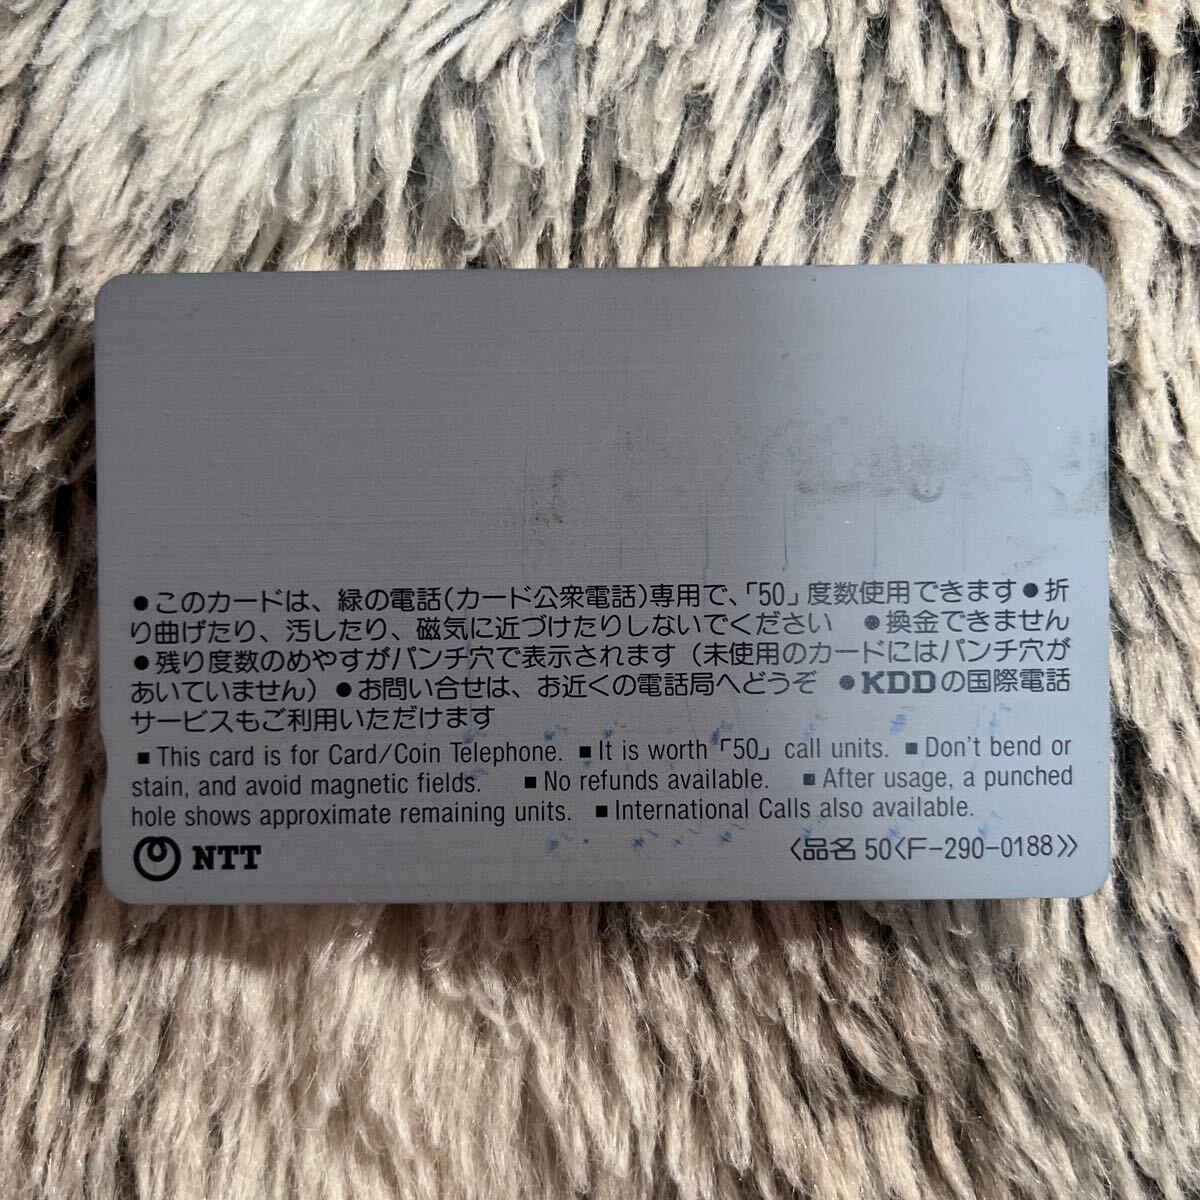 ●このカードは、緑の電話(カード公衆電話)専用で、「50」度数使用できます●折
り曲げたり、汚したり、磁気に近づけたりしないでください ●換金できません
●残り度数のめやすがパンチ穴で表示されます(未使用のカードにはパンチ穴が
あいていません)●お問い合せは、お近くの電話局へどうぞ ●KDDの国際電話
サービスもご利用いただけます
■ This card is for Card/Coin Telephone. ■ It is worth「50」call units. ■ Don't bend or
stain, and avoid magnetic fields. ■ No refunds available. ■ After usage, a punched
hole shows approximate remaining units. ■ International Calls also available.
NTT 〈品名 50〈F-290-0188〉〉